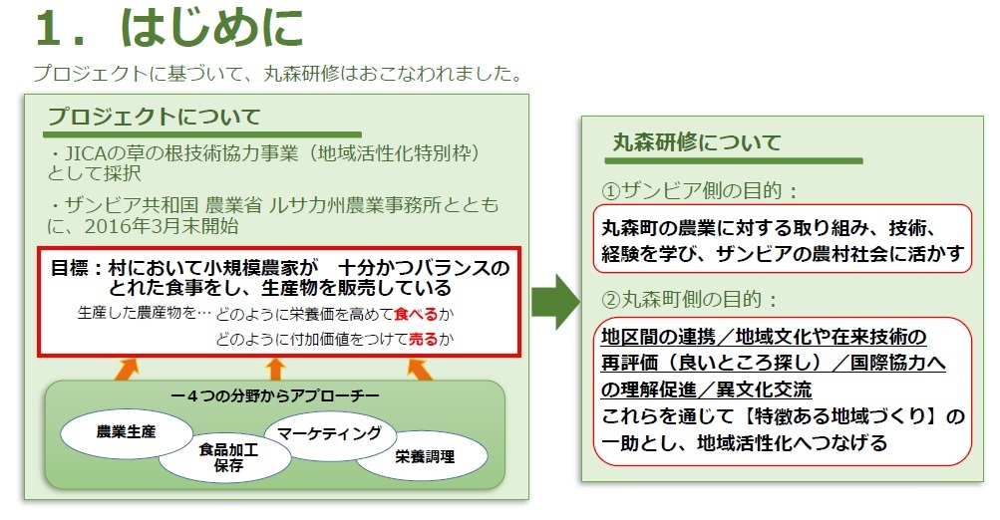 1．はじめに
プロジェクトに基づいて、丸森研修はおこなわれました。
プロジェクトについて
・JICAの草の根技術協力事業（地域活性化特別枠）
として採択
・ザンビア共和国 農業省 ルサカ州農業事務所ととも
に、2016年3月末開始
目標：村において小規模農家が　十分かつバランスの
とれた食事をし、生産物を販売している
生産した農産物を… どのように栄養価を高めて食べるか
どのように付加価値をつけて売るか
ー４つの分野からアプローチー
農業生産
食品加工
保存
マーケティング
栄養調理
丸森研修について
①ザンビア側の目的：
丸森町の農業に対する取り組み、技術、
経験を学び、ザンビアの農村社会に活かす
②丸森町側の目的：
地区間の連携／地域文化や在来技術の
再評価（良いところ探し）／国際協力へ
の理解促進／異文化交流
これらを通じて【特徴ある地域づくり】の
一助とし、地域活性化へつなげる